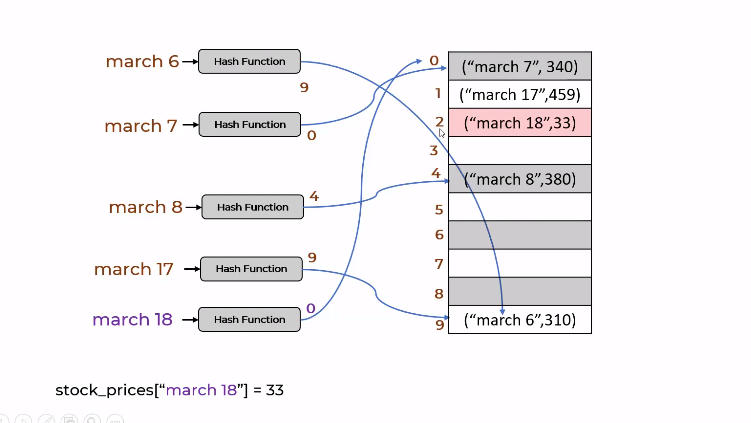 march 6
Hash Function
9
march 7
Hash Function
0
march 8
Hash Function
4
march 17
Hash Function
9
march 18
Hash Function
0
0
(“march 7”, 340)
1
(“march 17”,459)
2
(“march 18”,33)
3
4
(“march 8”,380)
5
6
7
8
9
(“march 6”,310)
stock_prices[“march 18”] = 33